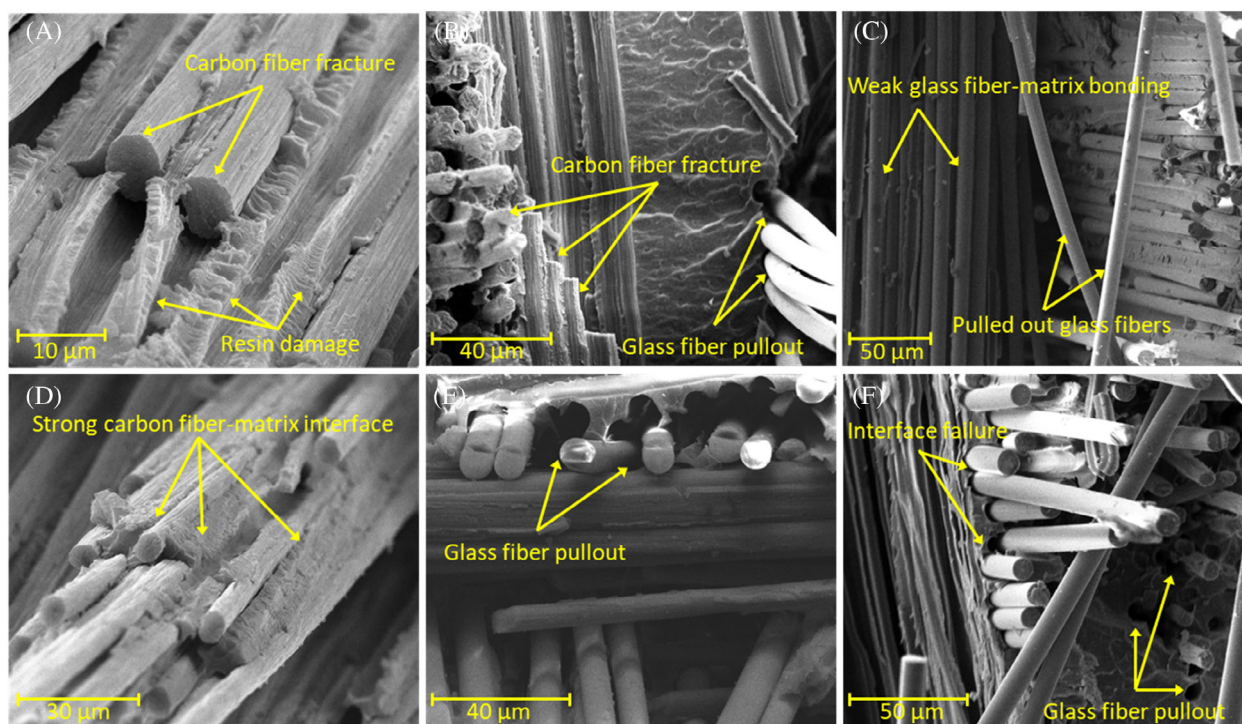 (A)
Carbon fiber fracture
Resin damage
10 μm
(B)
Carbon fiber fracture
Glass fiber pullout
40 μm
(C)
Weak glass fiber-matrix bonding
Pulled out glass fibers
50 μm
(D)
Strong carbon fiber-matrix interface
30 μm
(E)
Glass fiber pullout
40 μm
(F)
Interface failure
Glass fiber pullout
50 μm